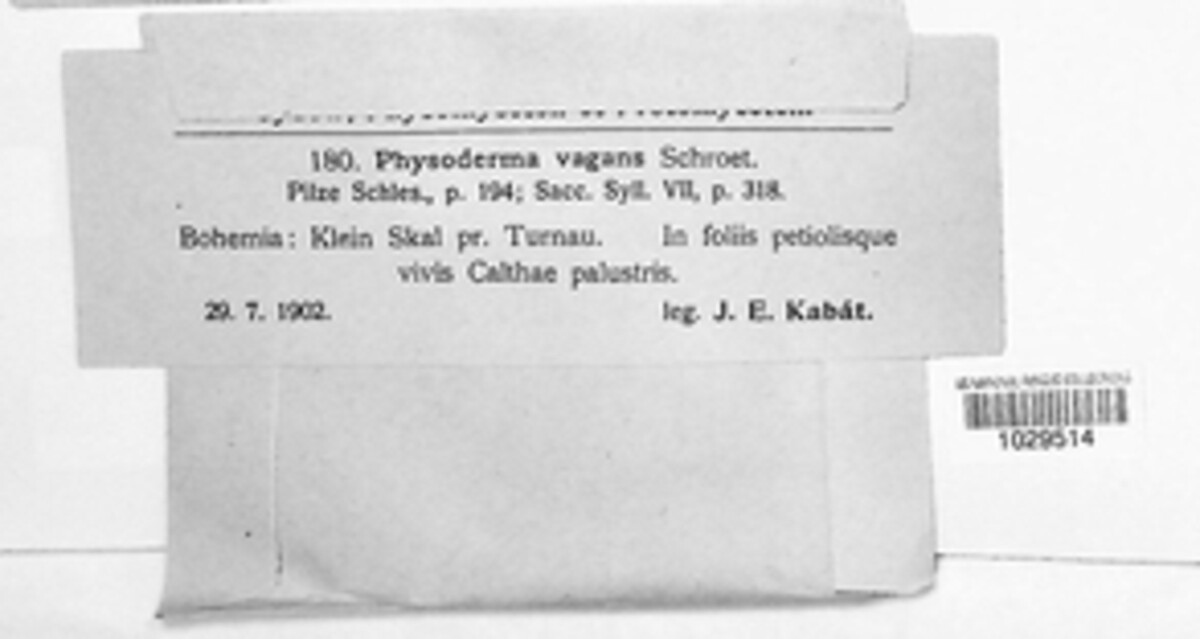 180. Physoderma vagans Schroet.
Pilze Schles., p. 194; Sacc. Syll. VII, p. 318.
Bohemia: Klein Skal pr. Turnau. In foliis petiolisque
vivis Calthae palustris.
29. 7. 1902. leg. J. E. Kabát.
1029514